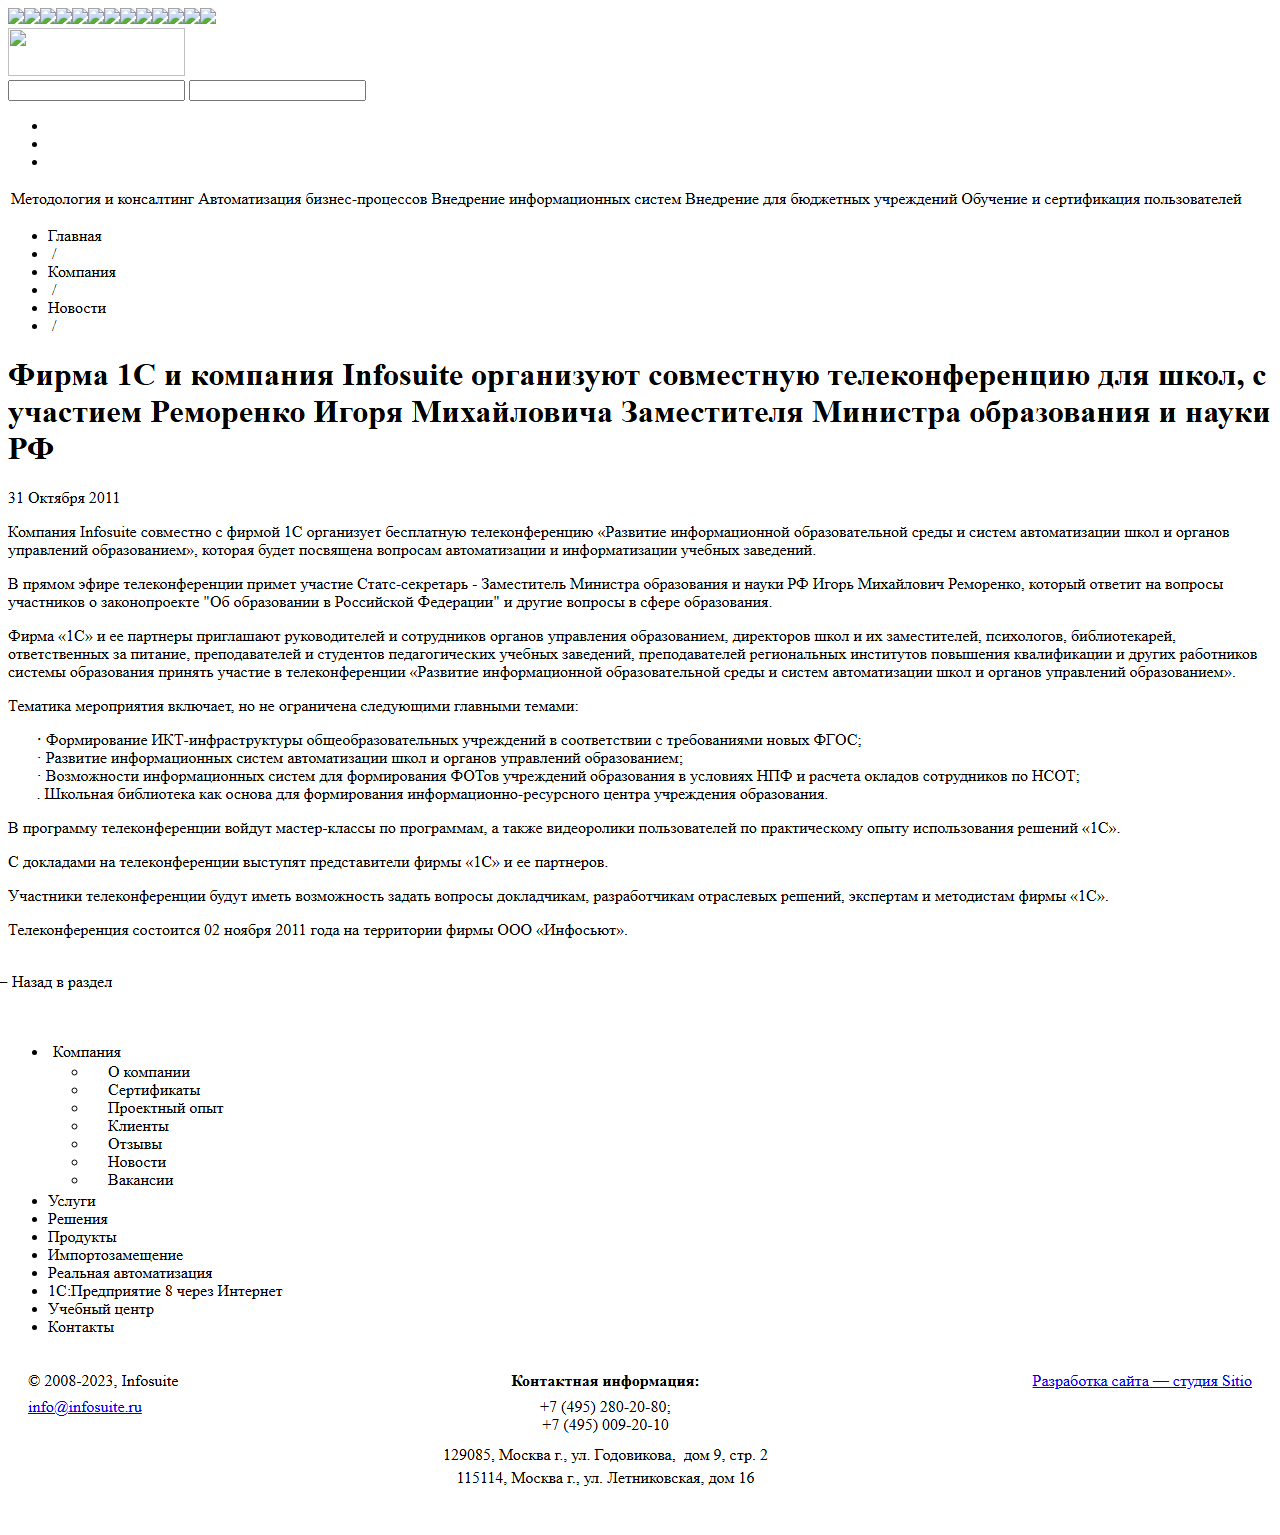 Методология и консалтинг Автоматизация бизнес-процессов Внедрение информационных систем Внедрение для бюджетных учреждений Обучение и сертификация пользователей
Главная
/
Компания
/
Новости
/
Фирма 1С и компания Infosuite организуют совместную телеконференцию для школ, с
участием Реморенко Игоря Михайловича Заместителя Министра образования и науки
РФ
31 Октября 2011
Компания Infosuite совместно с фирмой 1С организует бесплатную телеконференцию «Развитие информационной образовательной среды и систем автоматизации школ и органов
управлений образованием», которая будет посвящена вопросам автоматизации и информатизации учебных заведений.
В прямом эфире телеконференции примет участие Статс-секретарь - Заместитель Министра образования и науки РФ Игорь Михайлович Реморенко, который ответит на вопросы
участников о законопроекте "Об образовании в Российской Федерации" и другие вопросы в сфере образования.
Фирма «1С» и ее партнеры приглашают руководителей и сотрудников органов управления образованием, директоров школ и их заместителей, психологов, библиотекарей,
ответственных за питание, преподавателей и студентов педагогических учебных заведений, преподавателей региональных институтов повышения квалификации и других работников
системы образования принять участие в телеконференции «Развитие информационной образовательной среды и систем автоматизации школ и органов управлений образованием».
Тематика мероприятия включает, но не ограничена следующими главными темами:
· Формирование ИКТ-инфраструктуры общеобразовательных учреждений в соответствии с требованиями новых ФГОС;
· Развитие информационных систем автоматизации школ и органов управлений образованием;
· Возможности информационных систем для формирования ФОТов учреждений образования в условиях НПФ и расчета окладов сотрудников по НСОТ;
. Школьная библиотека как основа для формирования информационно-ресурсного центра учреждения образования.
В программу телеконференции войдут мастер-классы по программам, а также видеоролики пользователей по практическому опыту использования решений «1С».
С докладами на телеконференции выступят представители фирмы «1С» и ее партнеров.
Участники телеконференции будут иметь возможность задать вопросы докладчикам, разработчикам отраслевых решений, экспертам и методистам фирмы «1С».
Телеконференция состоится 02 ноября 2011 года на территории фирмы ООО «Инфосьют».
– Назад в раздел
Компания
О компании
Сертификаты
Проектный опыт
Клиенты
Отзывы
Новости
Вакансии
Услуги
Решения
Продукты
Импортозамещение
Реальная автоматизация
1С:Предприятие 8 через Интернет
Учебный центр
Контакты
© 2008-2023, Infosuite
info@infosuite.ru
Контактная информация:
+7 (495) 280-20-80;
+7 (495) 009-20-10
129085, Москва г., ул. Годовикова,  дом 9, стр. 2
115114, Москва г., ул. Летниковская, дом 16
Разработка сайта — студия Sitio